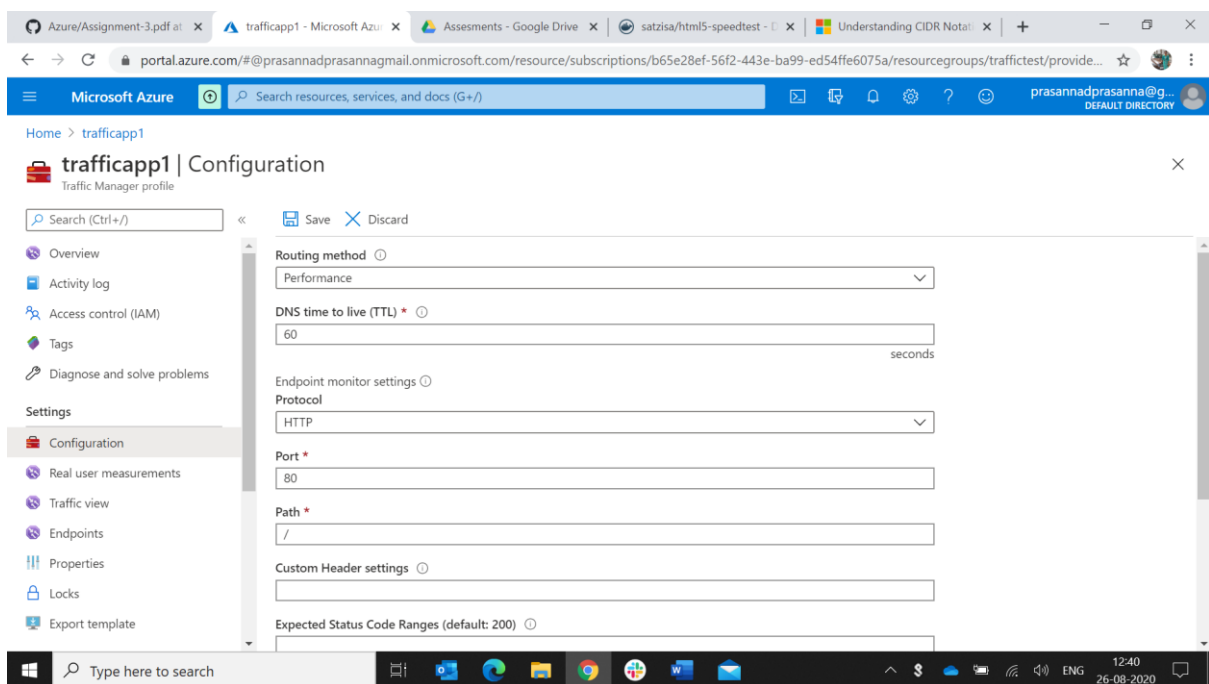 Azure/Assignment-3.pdf at
trafficapp1 - Microsoft Azu
Assesments - Google Drive
satzisa/html5-speedtest - D
Understanding CIDR Notati
portal.azure.com/#@prasannadprasannagmail.onmicrosoft.com/resource/subscriptions/b65e28ef-56f2-443e-ba99-ed54ffe6075a/resourcegroups/traffictest/provide...
Microsoft Azure
Search resources, services, and docs (G+/)
prasannadprasanna@g...
DEFAULT DIRECTORY
Home > trafficapp1
trafficapp1 | Configuration
Traffic Manager profile
Search (Ctrl+/)
Save
Discard
Overview
Activity log
Access control (IAM)
Tags
Diagnose and solve problems
Settings
Configuration
Real user measurements
Traffic view
Endpoints
Properties
Locks
Export template
Routing method
Performance
DNS time to live (TTL) *
60
seconds
Endpoint monitor settings
Protocol
HTTP
Port *
80
Path *
/
Custom Header settings
Expected Status Code Ranges (default: 200)
Type here to search
ENG
12:40
26-08-2020